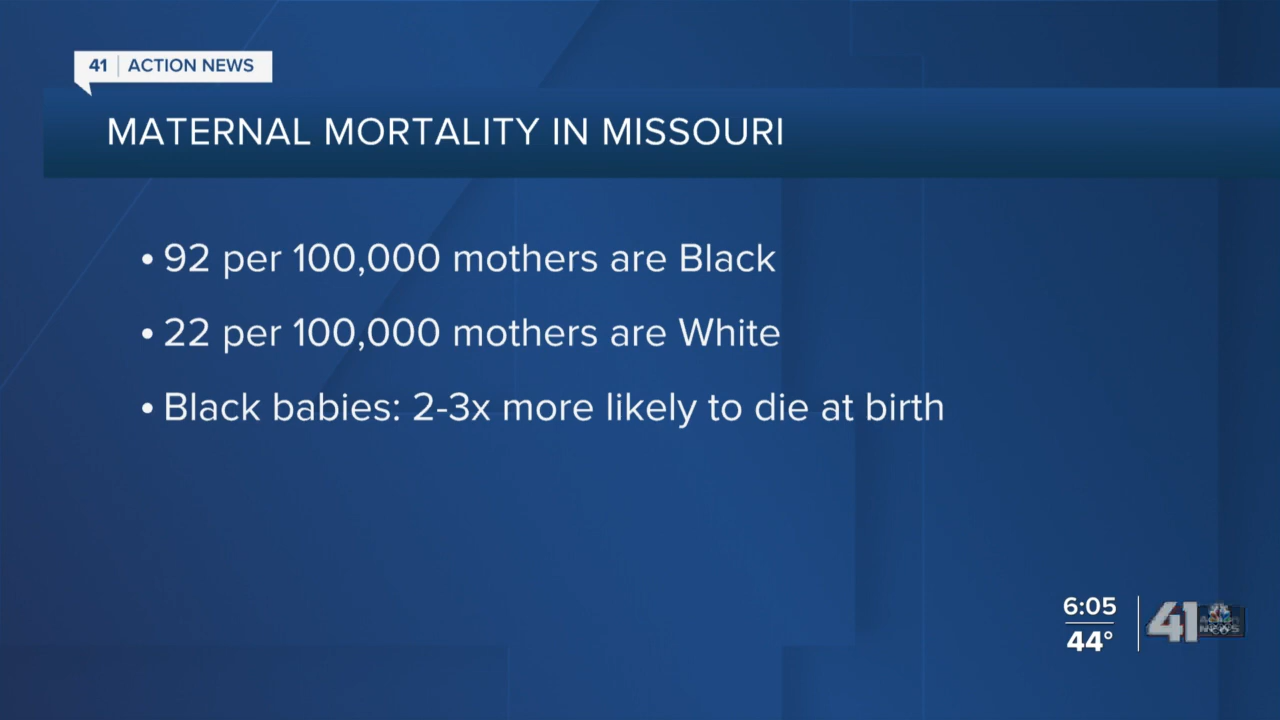 41 | ACTION NEWS
MATERNAL MORTALITY IN MISSOURI
• 92 per 100,000 mothers are Black
• 22 per 100,000 mothers are White
• Black babies: 2-3x more likely to die at birth
6:05
44°
41